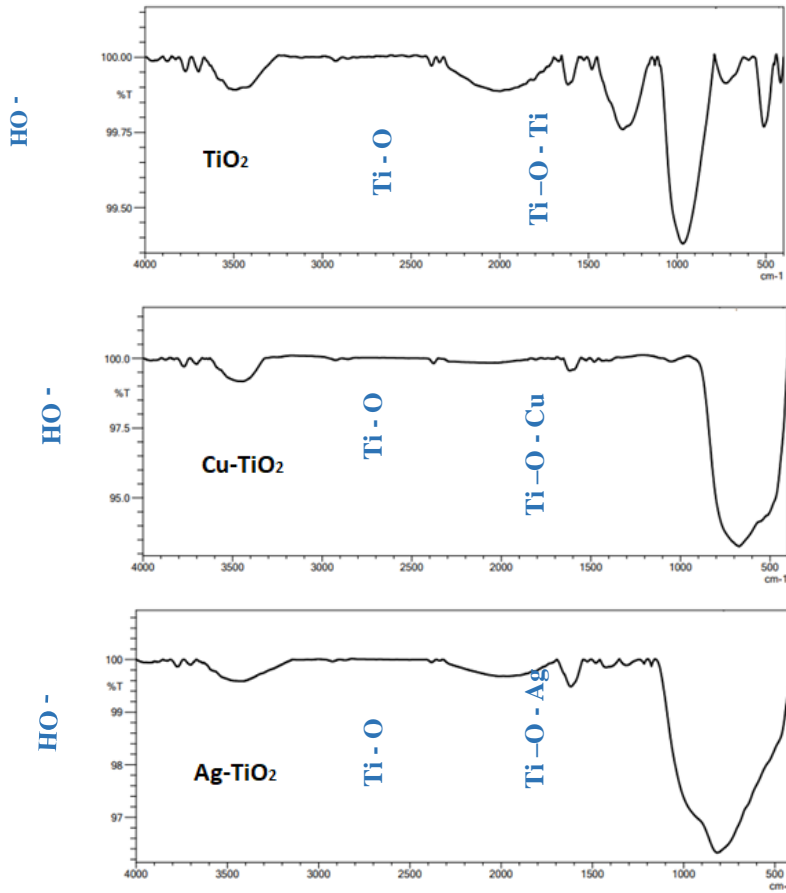 100.00
%T
99.75
99.50
HO -
TiO2
Ti - O
Ti –O - Ti
4000 3500 3000 2500 2000 1500 1000 500
cm-1
100.0
%T
97.5
95.0
HO -
Cu-TiO2
Ti - O
Ti –O - Cu
4000 3500 3000 2500 2000 1500 1000 500
cm-1
100
%T
99
98
97
HO -
Ag-TiO2
Ti - O
Ti –O - Ag
4000 3500 3000 2500 2000 1500 1000 500
cm-1